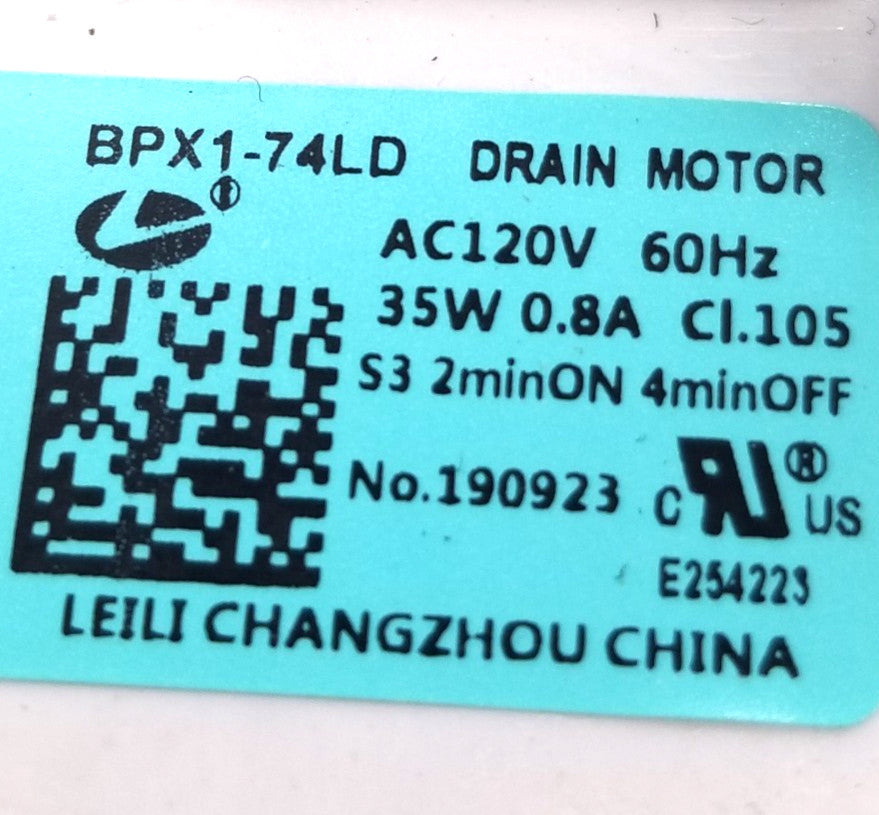 BPX1-74LD DRAIN MOTOR
®
AC120V 60Hz
35W 0.8A Cl.105
S3 2minON 4minOFF
No.190923
C UR ® US
E254223
LEILI CHANGZHOU CHINA